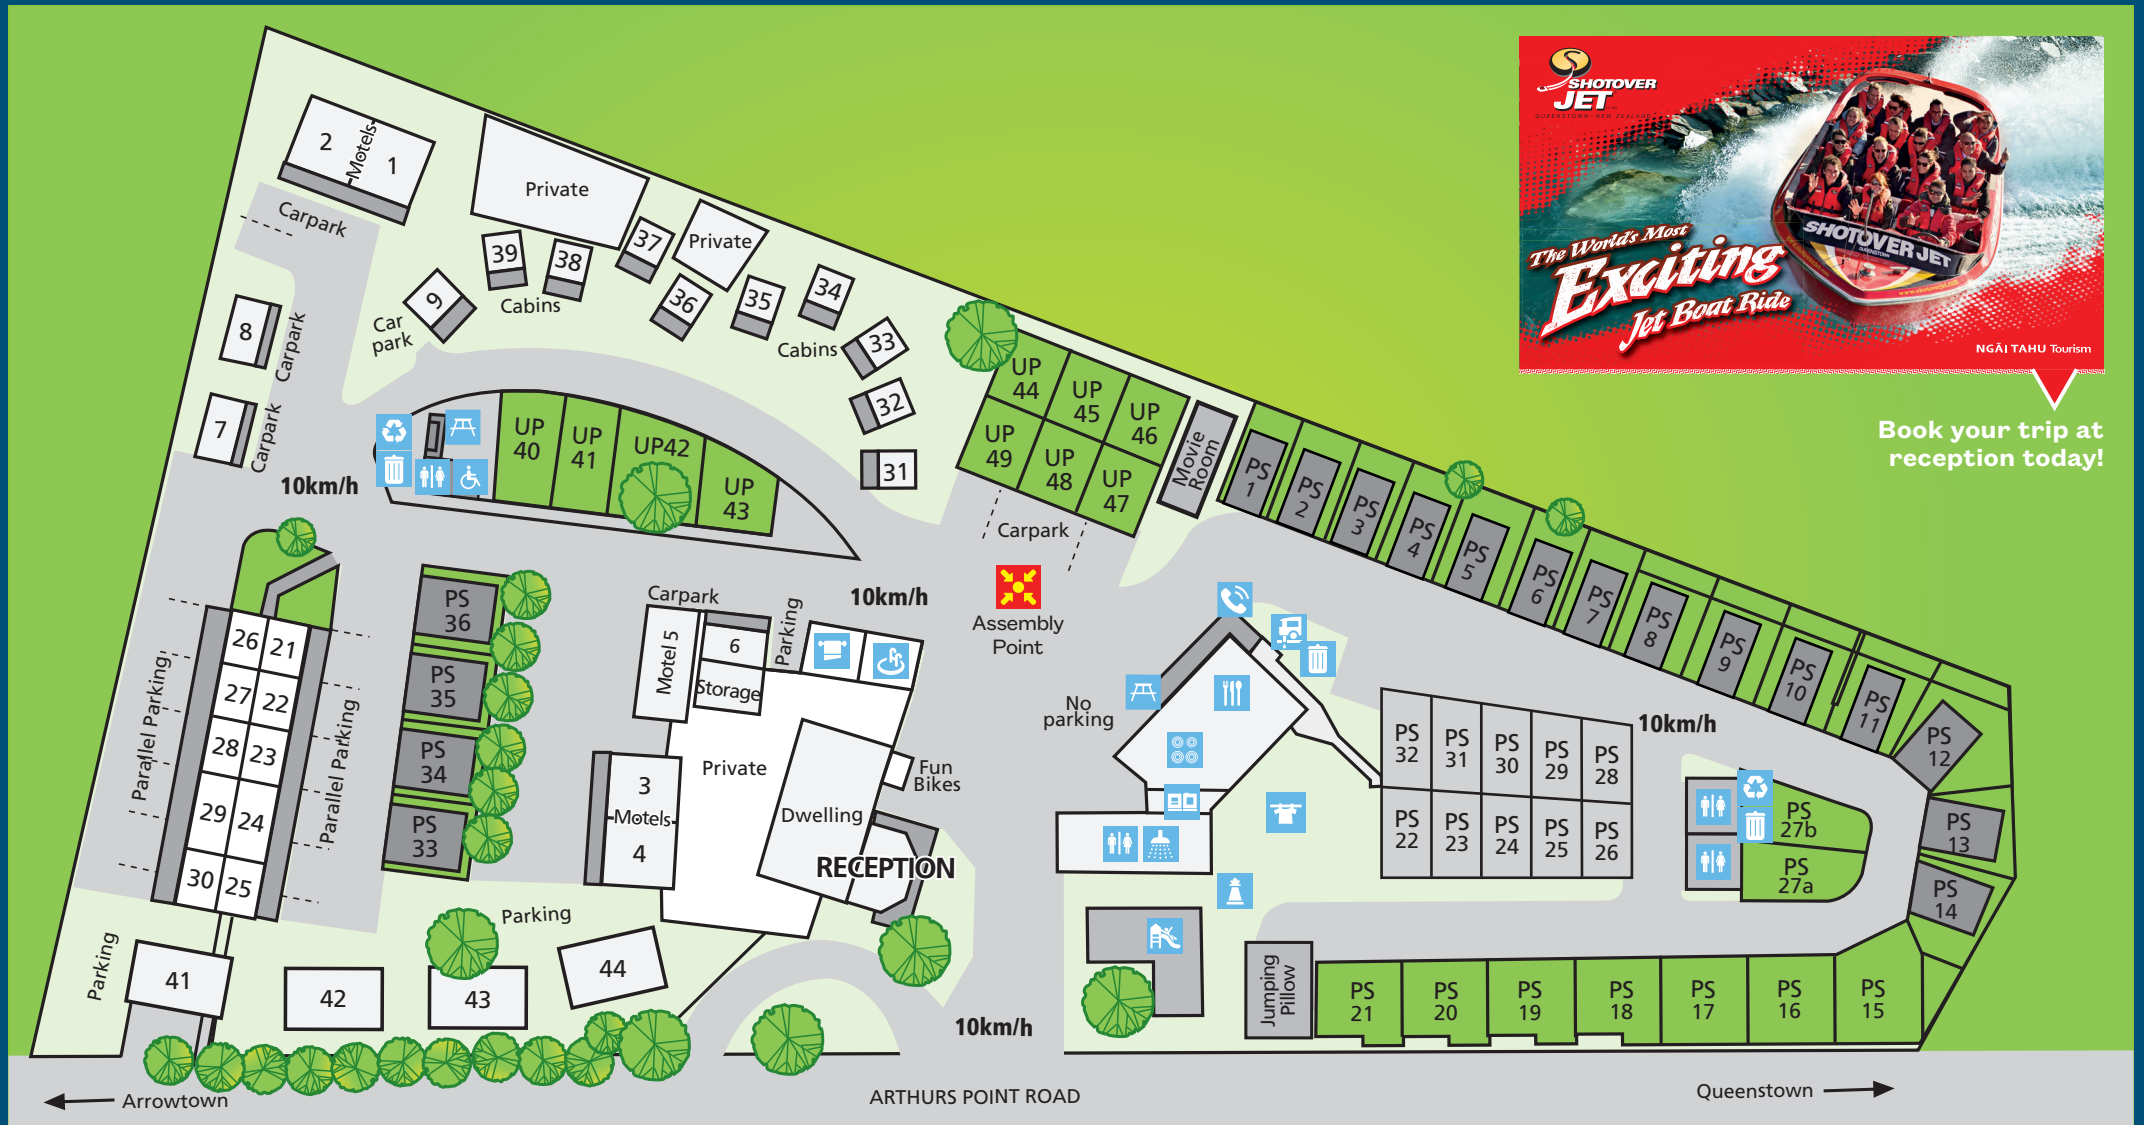 SHOTOVER
JET
QUEENSTOWN - NEW ZEALAND
The World's Most
Exciting
Jet Boat Ride
SHOTOVER JET
QUEENSTOWN
NGĀI TAHU Tourism
Book your trip at
reception today!
2
Motels
1
Carpark
Private
39
38
37
Private
36
35
34
33
32
31
Cabins
Cabins
9
Car
park
8
Carpark
7
Carpark
10km/h
UP
40
UP
41
UP42
UP
43
UP
44
UP
45
UP
46
UP
49
UP
48
UP
47
Movie
Room
Carpark
PS
1
PS
2
PS
3
PS
4
PS
5
PS
6
PS
7
PS
8
PS
9
PS
10
PS
11
PS
12
PS
13
PS
14
Assembly
Point
10km/h
Carpark
Parking
Motel 5
6
Storage
Private
Dwelling
Fun
Bikes
RECEPTION
3
Motels
4
PS
36
PS
35
PS
34
PS
33
26
21
27
22
28
23
29
24
30
25
Parallel Parking
Parallel Parking
Parking
Parking
41
42
43
44
No
parking
10km/h
PS
32
PS
31
PS
30
PS
29
PS
28
PS
22
PS
23
PS
24
PS
25
PS
26
PS
27b
PS
27a
Jumping
Pillow
PS
21
PS
20
PS
19
PS
18
PS
17
PS
16
PS
15
10km/h
Arrowtown
ARTHURS POINT ROAD
Queenstown